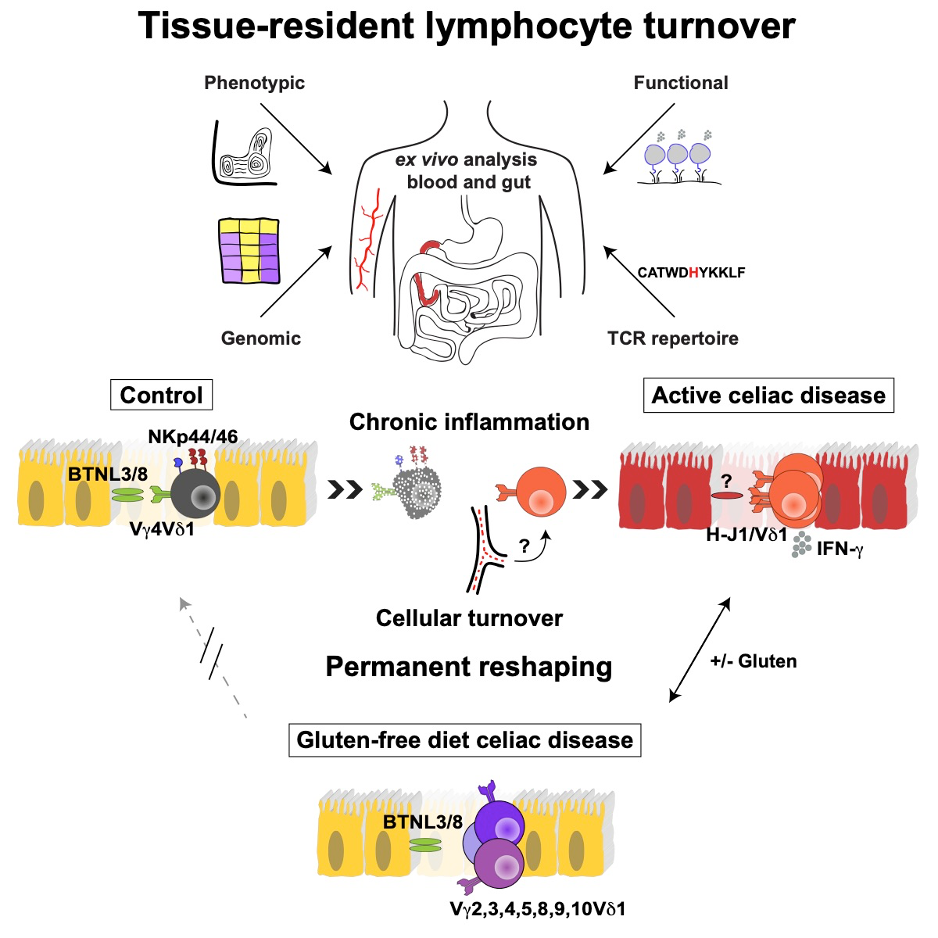 Tissue-resident lymphocyte turnover
Phenotypic
Functional
ex vivo analysis
blood and gut
CATWDHYKKLF
Genomic
TCR repertoire
Control
Active celiac disease
Chronic inflammation
NKp44/46
BTNL3/8
Vγ4Vδ1
?
?
H-J1/Vδ1
IFN-γ
Cellular turnover
Permanent reshaping
+/- Gluten
Gluten-free diet celiac disease
BTNL3/8
Vγ2,3,4,5,8,9,10Vδ1